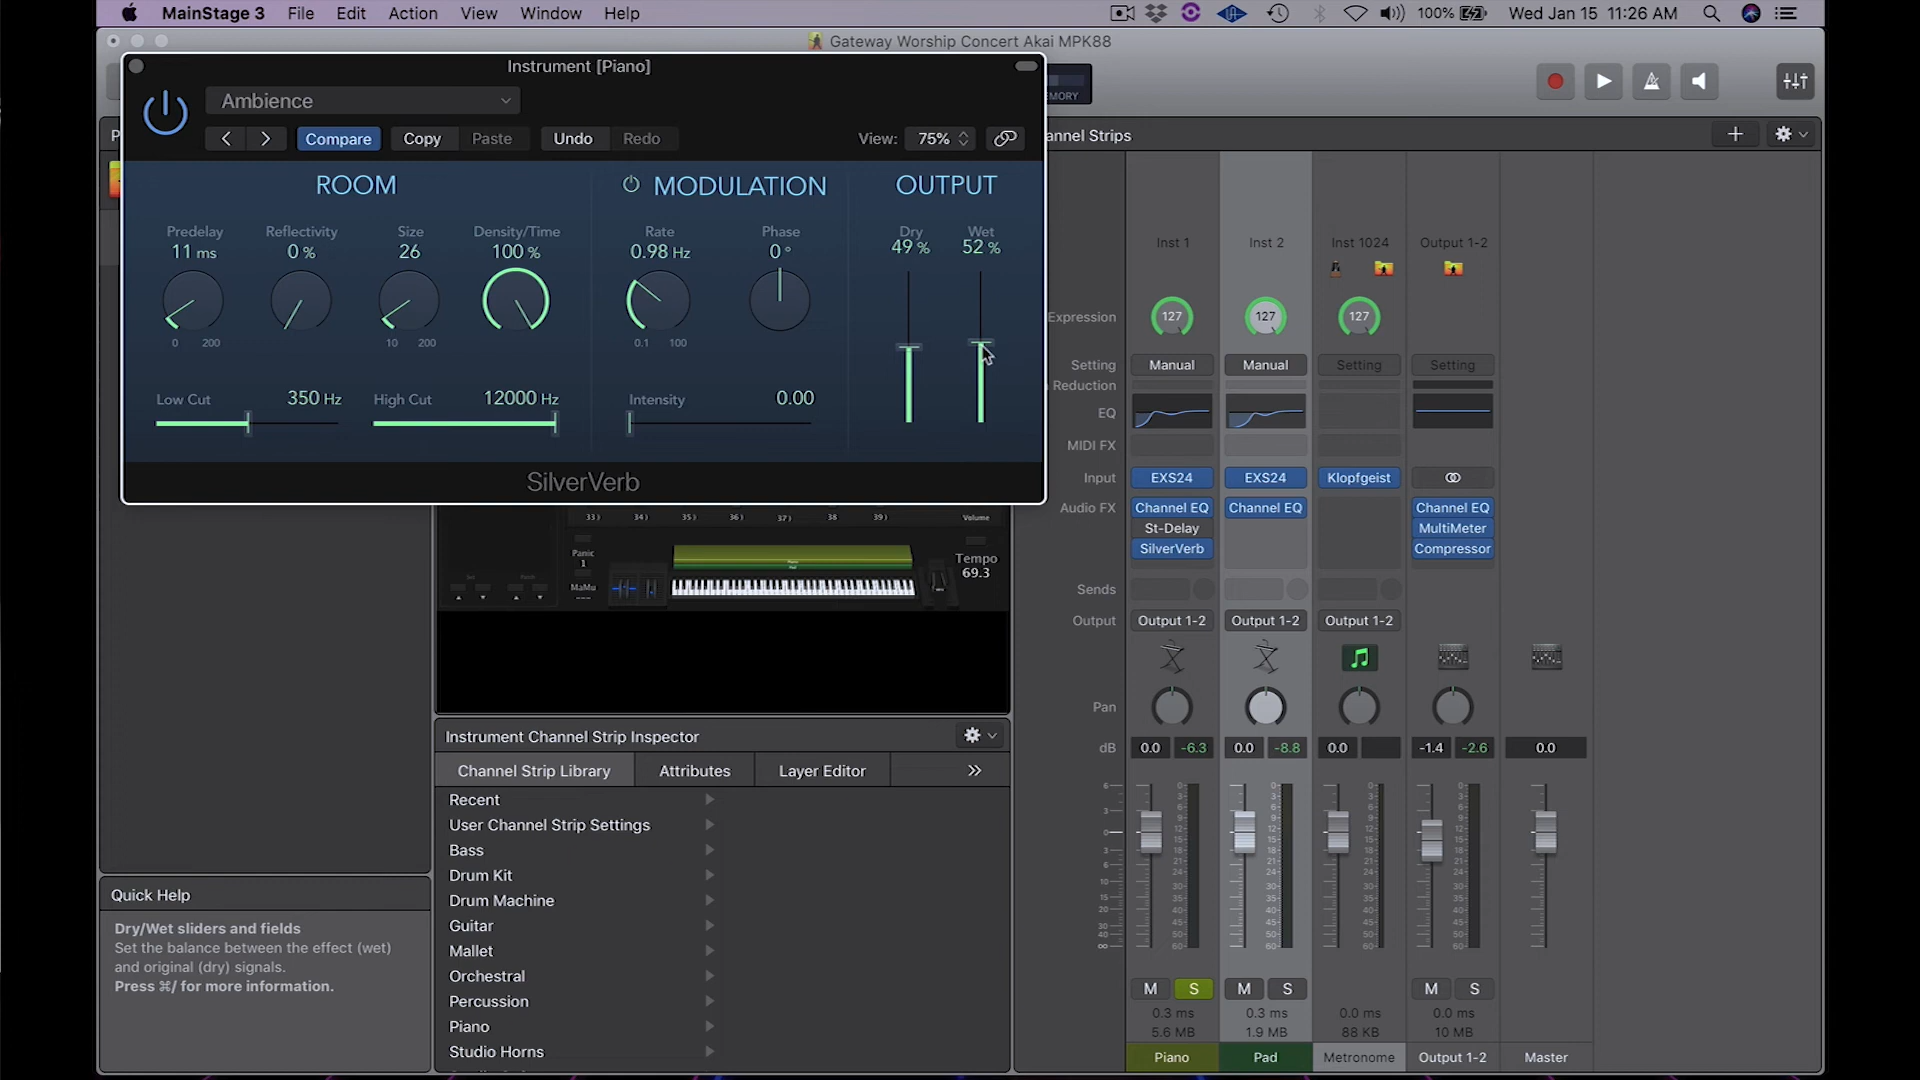 MainStage 3 File Edit Action View Window Help 100% Wed Jan 15 11:26 AM
Gateway Worship Concert Akai MPK88
Instrument [Piano]
Ambience
Compare Copy Paste Undo Redo View: 75%
ROOM MODULATION OUTPUT
Predelay Reflectivity Size Density/Time Rate Phase Dry Wet
11 ms 0 % 26 100 % 0.98 Hz 0 ° 49 % 52 %
0 200 10 200 0.1 100
Low Cut 350 Hz High Cut 12000 Hz Intensity 0.00
SilverVerb
EMORY
annel Strips
Inst 1 Inst 2 Inst 1024 Output 1-2
Expression 127 127 127
Setting Manual Manual Setting Setting
Reduction
EQ
MIDI FX
Input EXS24 EXS24 Klopfgeist
Audio FX Channel EQ Channel EQ Channel EQ
St-Delay MultiMeter
SilverVerb Compressor
Sends
Output Output 1-2 Output 1-2 Output 1-2
Pan
dB 0.0 -6.3 0.0 -8.8 0.0 -1.4 -2.6 0.0
M S M S M S
0.3 ms 0.3 ms 0.0 ms 0.0 ms
5.6 MB 1.9 MB 88 KB 10 MB
Piano Pad Metronome Output 1-2 Master
33) 34) 35) 36) 37) 38 39) Volume
Panic
1
MaMu
Tempo
69.3
Instrument Channel Strip Inspector
Channel Strip Library Attributes Layer Editor
Recent
User Channel Strip Settings
Bass
Drum Kit
Drum Machine
Guitar
Mallet
Orchestral
Percussion
Piano
Studio Horns
Quick Help
Dry/Wet sliders and fields
Set the balance between the effect (wet)
and original (dry) signals.
Press ⌘/ for more information.